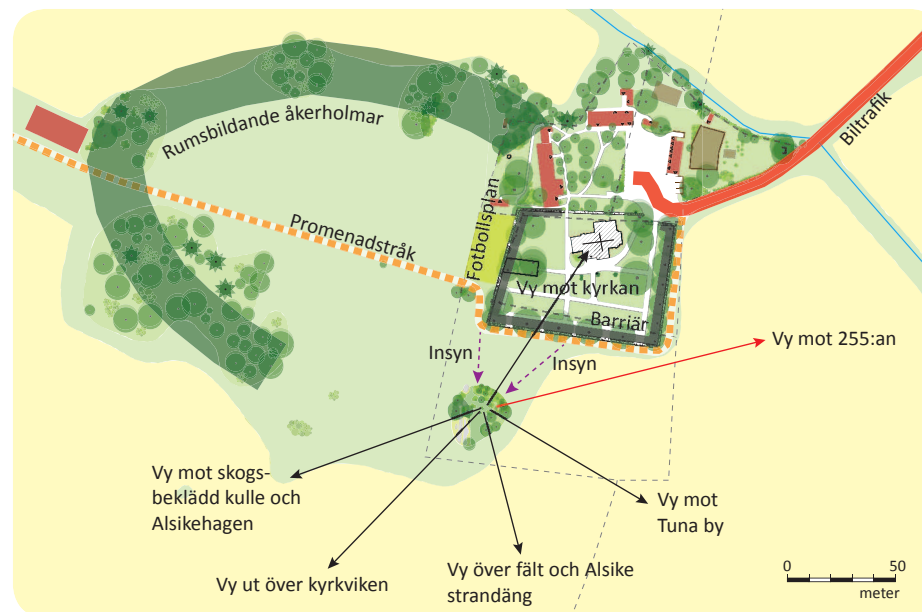 Rumsbildande åkerholmar
Biltrafik
Promenadstråk
Fotbollsplan
Vy mot kyrkan
Barriär
Insyn
Insyn
Vy mot 255:an
Vy mot skogs-
beklädd kulle och
Alsikehagen
Vy ut över kyrkviken
Vy över fält och Alsike
strandäng
Vy mot
Tuna by
0 50
meter